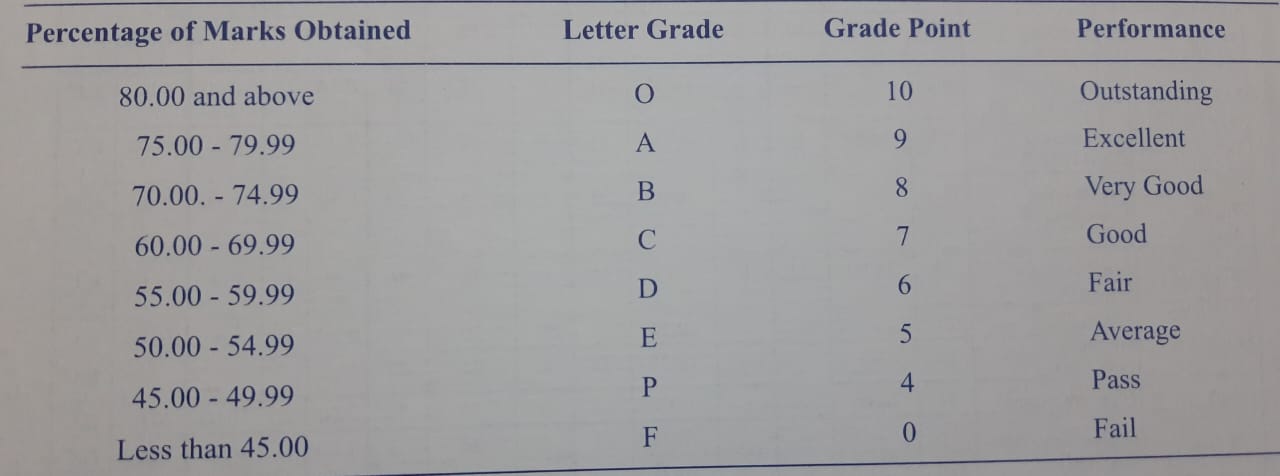 Percentage of Marks Obtained Letter Grade Grade Point Performance
80.00 and above O 10 Outstanding
75.00 - 79.99 A 9 Excellent
70.00. - 74.99 B 8 Very Good
60.00 - 69.99 C 7 Good
55.00 - 59.99 D 6 Fair
50.00 - 54.99 E 5 Average
45.00 - 49.99 P 4 Pass
Less than 45.00 F 0 Fail